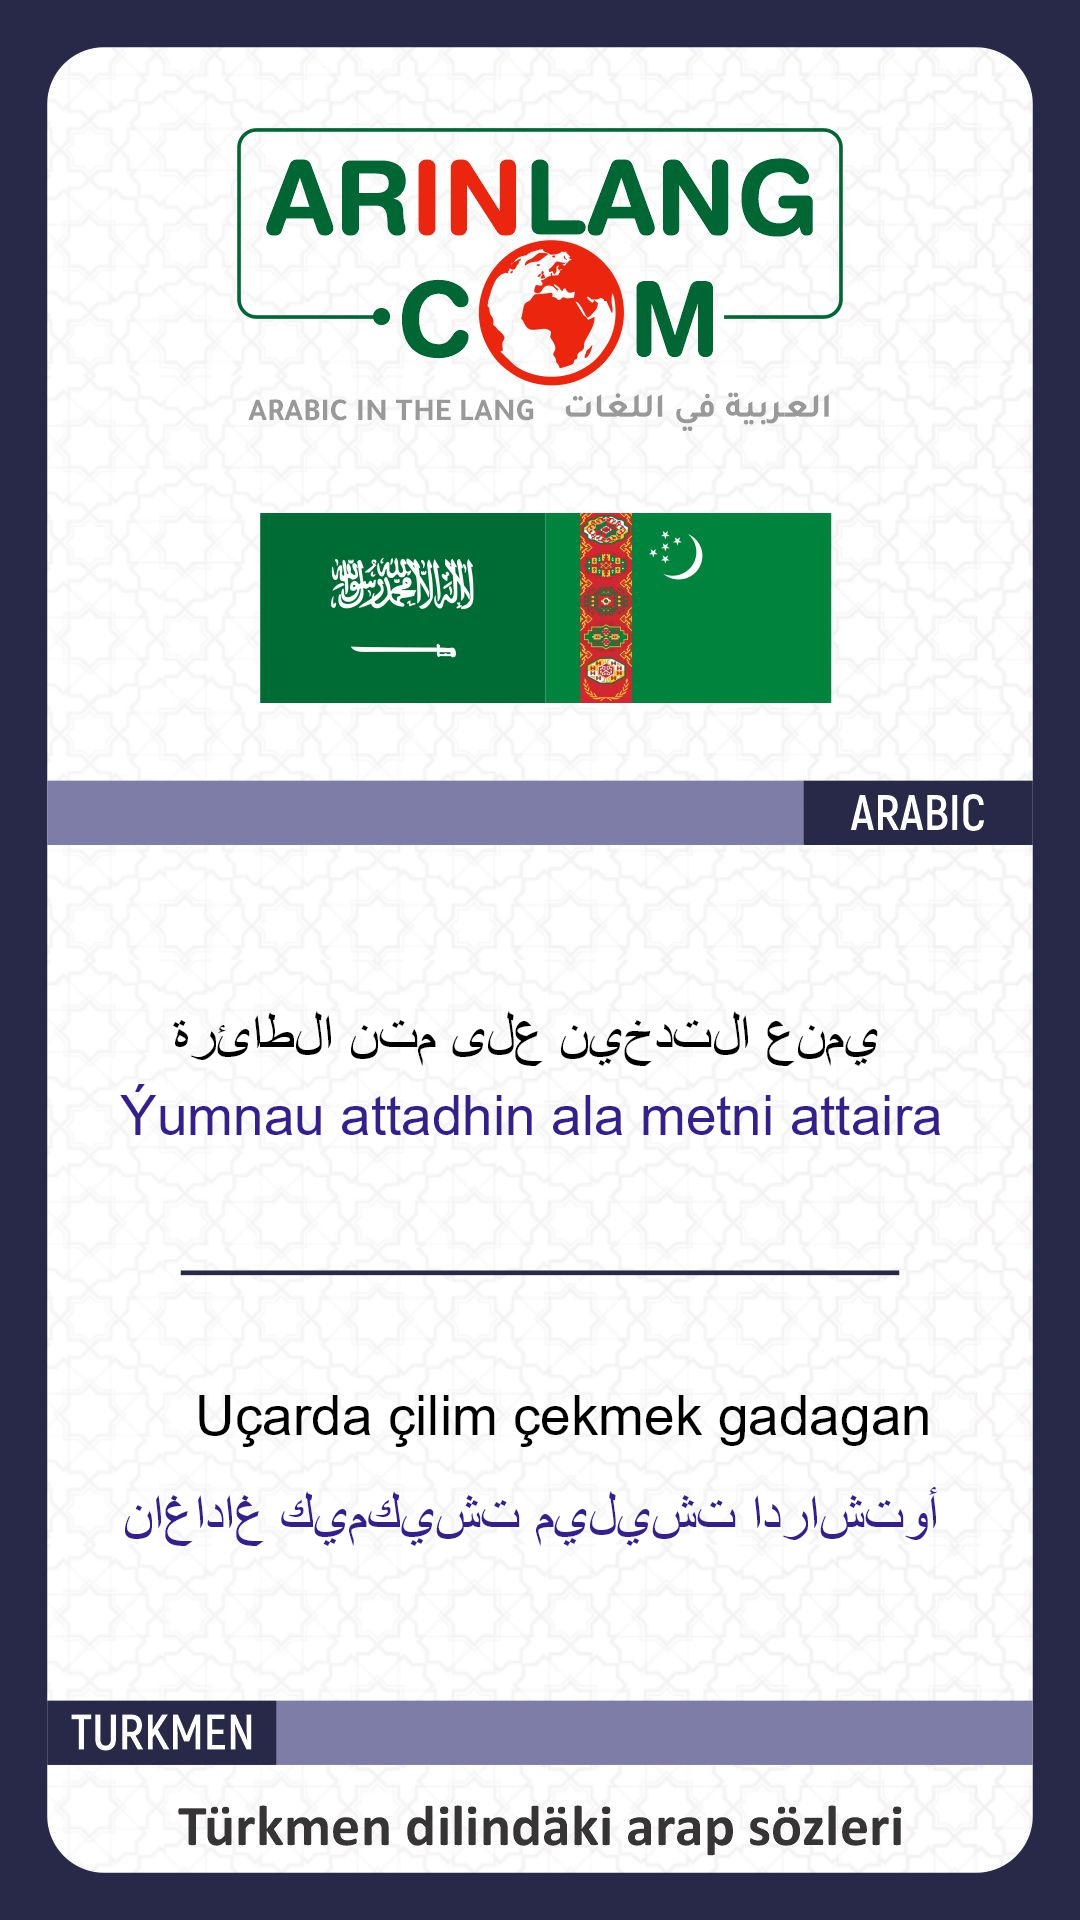 ARINLANG
.COM
ARABIC IN THE LANG العربية في اللغات
لا إله إلا الله محمد رسول الله
ARABIC
يمنع التدخين على متن الطائرة
Ýumnau attadhin ala metni attaira
Uçarda çilim çekmek gadagan
أوتشاردا تشيليم تشيكميك غاداغان
TURKMEN
Türkmen dilindäki arap sözleri